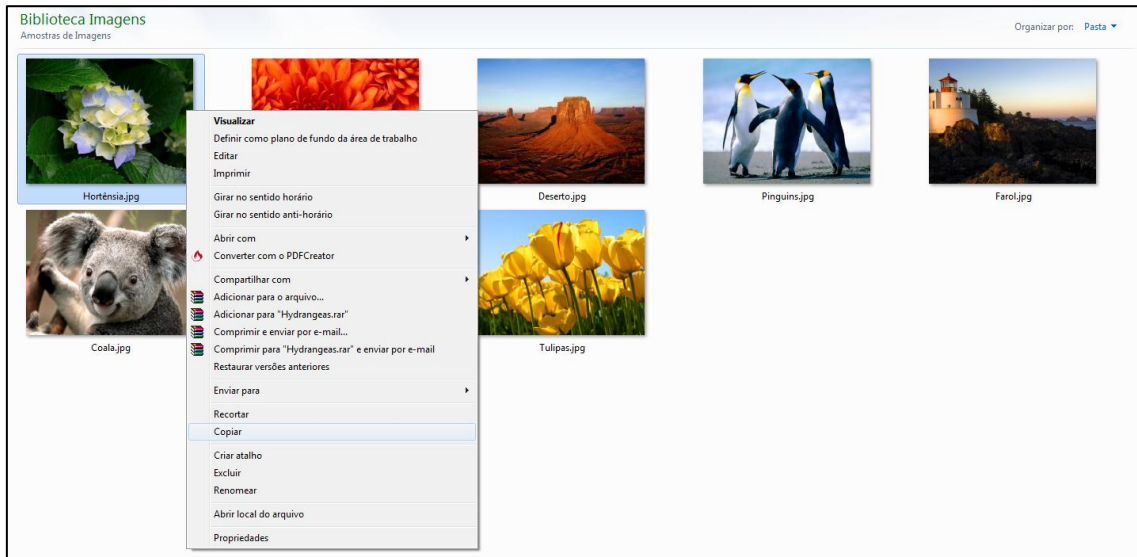 Biblioteca Imagens
Amostras de Imagens
Organizar por: Pasta
Hortênsia.jpg
Deserto.jpg
Pinguins.jpg
Farol.jpg
Coala.jpg
Tulipas.jpg
Visualizar
Definir como plano de fundo da área de trabalho
Editar
Imprimir
Girar no sentido horário
Girar no sentido anti-horário
Abrir com
Converter com o PDFCreator
Compartilhar com
Adicionar para o arquivo...
Adicionar para "Hydrangeas.rar"
Comprimir e enviar por e-mail...
Comprimir para "Hydrangeas.rar" e enviar por e-mail
Restaurar versões anteriores
Enviar para
Recortar
Copiar
Criar atalho
Excluir
Renomear
Abrir local do arquivo
Propriedades